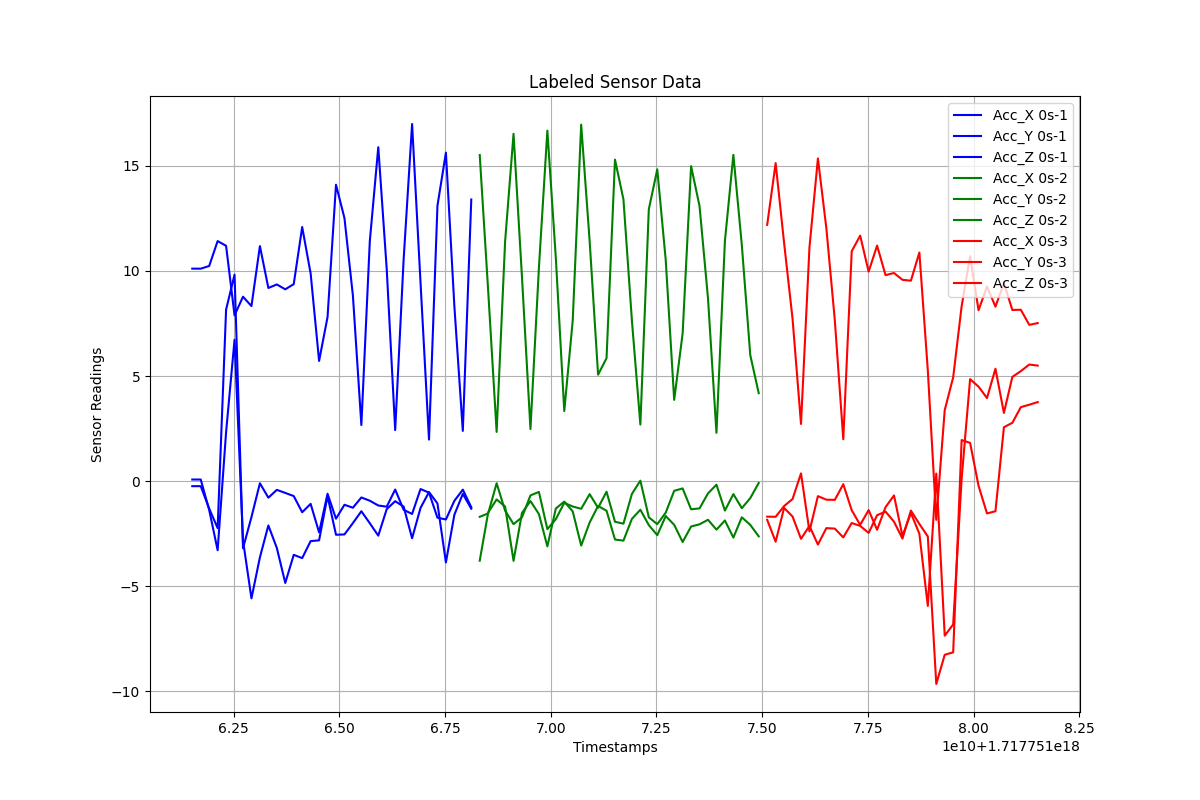 Labeled Sensor Data
Acc_X 0s-1
Acc_Y 0s-1
Acc_Z 0s-1
Acc_X 0s-2
Acc_Y 0s-2
Acc_Z 0s-2
Acc_X 0s-3
Acc_Y 0s-3
Acc_Z 0s-3
Sensor Readings
15
10
5
0
−5
−10
6.25 6.50 6.75 7.00 7.25 7.50 7.75 8.00 8.25
Timestamps
1e10+1.717751e18